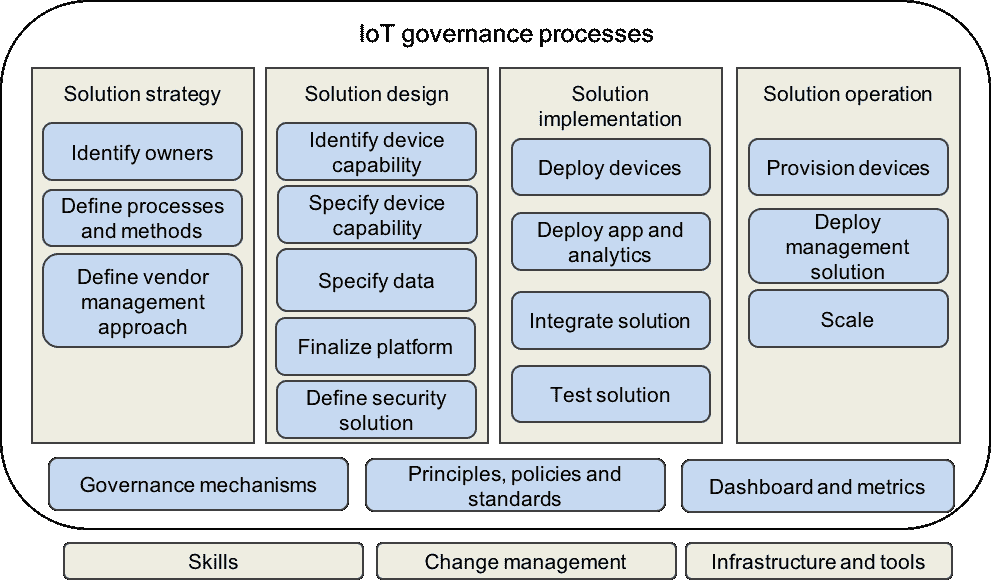 IoT governance processes
Solution strategy
Identify owners
Define processes
and methods
Define vendor
management
approach
Solution design
Identify device
capability
Specify device
capability
Specify data
Finalize platform
Define security
solution
Solution
implementation
Deploy devices
Deploy app and
analytics
Integrate solution
Test solution
Solution operation
Provision devices
Deploy
management
solution
Scale
Governance mechanisms
Principles, policies and
standards
Dashboard and metrics
Skills
Change management
Infrastructure and tools